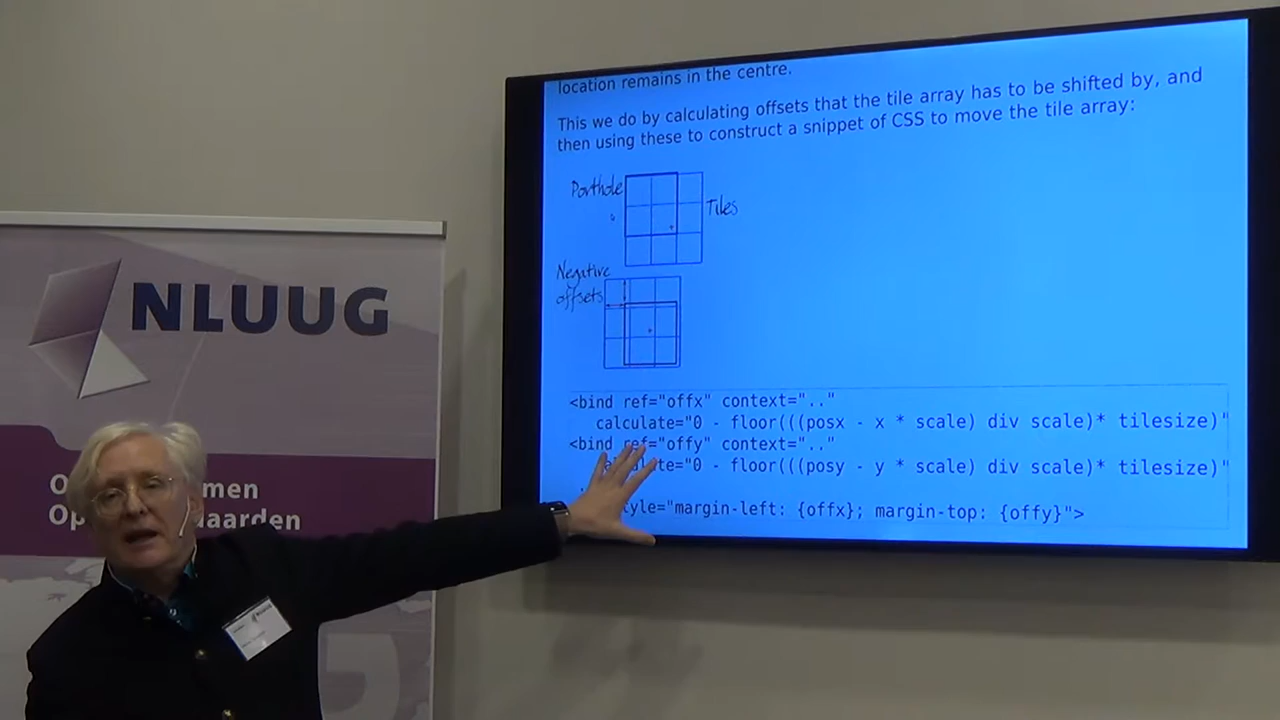 location remains in the centre.
This we do by calculating offsets that the tile array has to be shifted by, and
then using these to construct a snippet of CSS to move the tile array:
Porthole
Tiles
Negative
offsets
<bind ref="offx" context=".."
calculate="0 - floor(((posx - x * scale) div scale)* tilesize)"
<bind ref="offy" context=".."
="0 - floor(((posy - y * scale) div scale)* tilesize)"
="margin-left: {offx}; margin-top: {offy}">
NLUUG
NLUUG